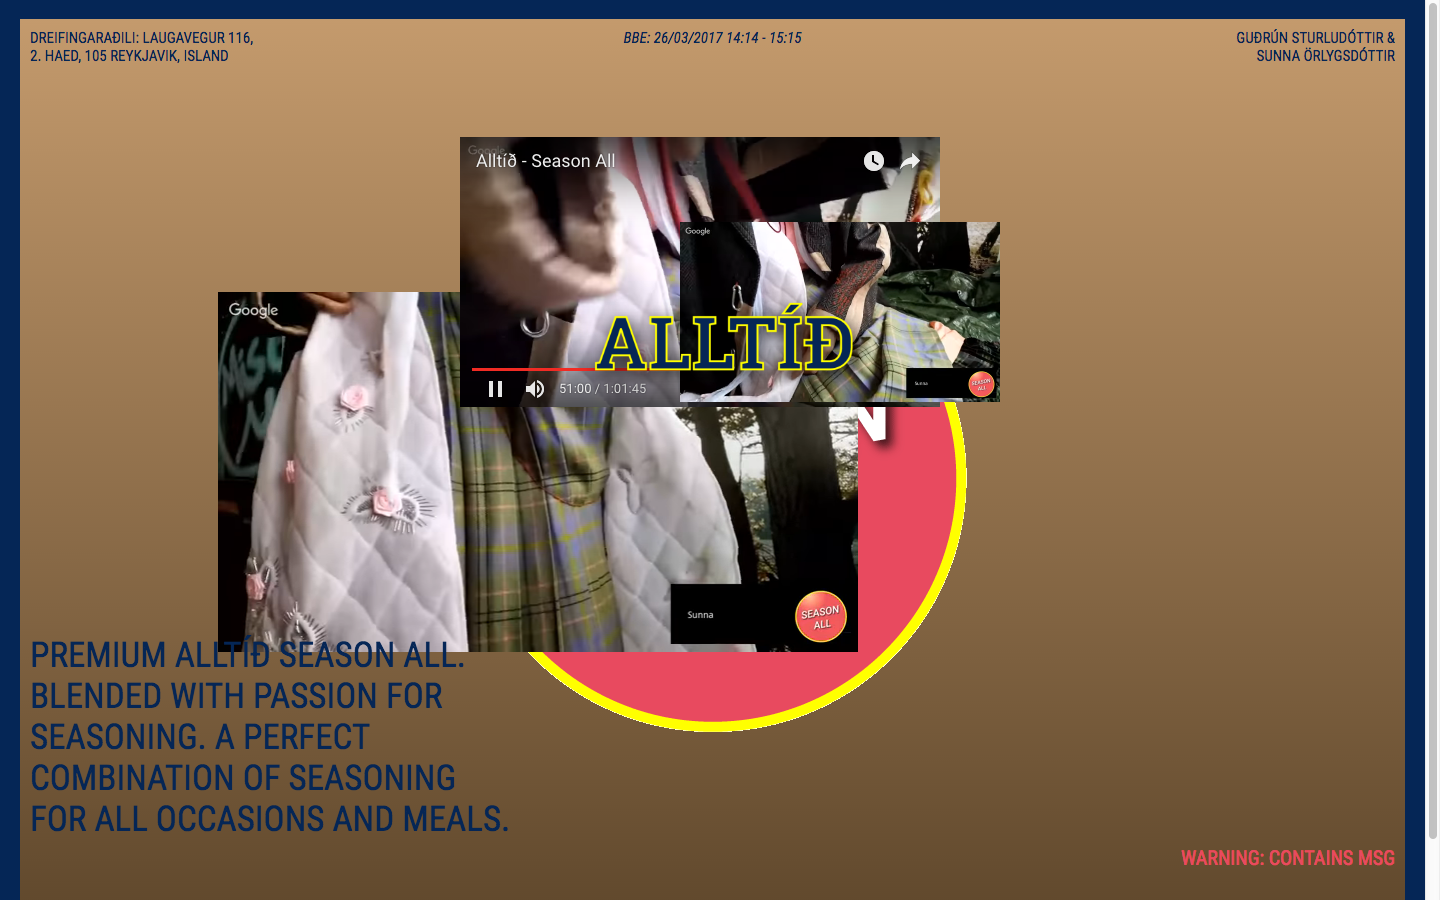 DREIFINGARAÐILI: LAUGAVEGUR 116,
2. HAED, 105 REYKJAVIK, ISLAND
BBE: 26/03/2017 14:14 - 15:15
GUÐRÚN STURLUDÓTTIR &
SUNNA ÖRLYGSDÓTTIR
Google
Alltíð - Season All
Google
Google
ALLTÍÐ
51:00 / 1:01:45
Sunna
SEASON
ALL
N
Sunna
SEASON
ALL
PREMIUM ALLTÍÐ SEASON ALL.
BLENDED WITH PASSION FOR
SEASONING. A PERFECT
COMBINATION OF SEASONING
FOR ALL OCCASIONS AND MEALS.
WARNING: CONTAINS MSG